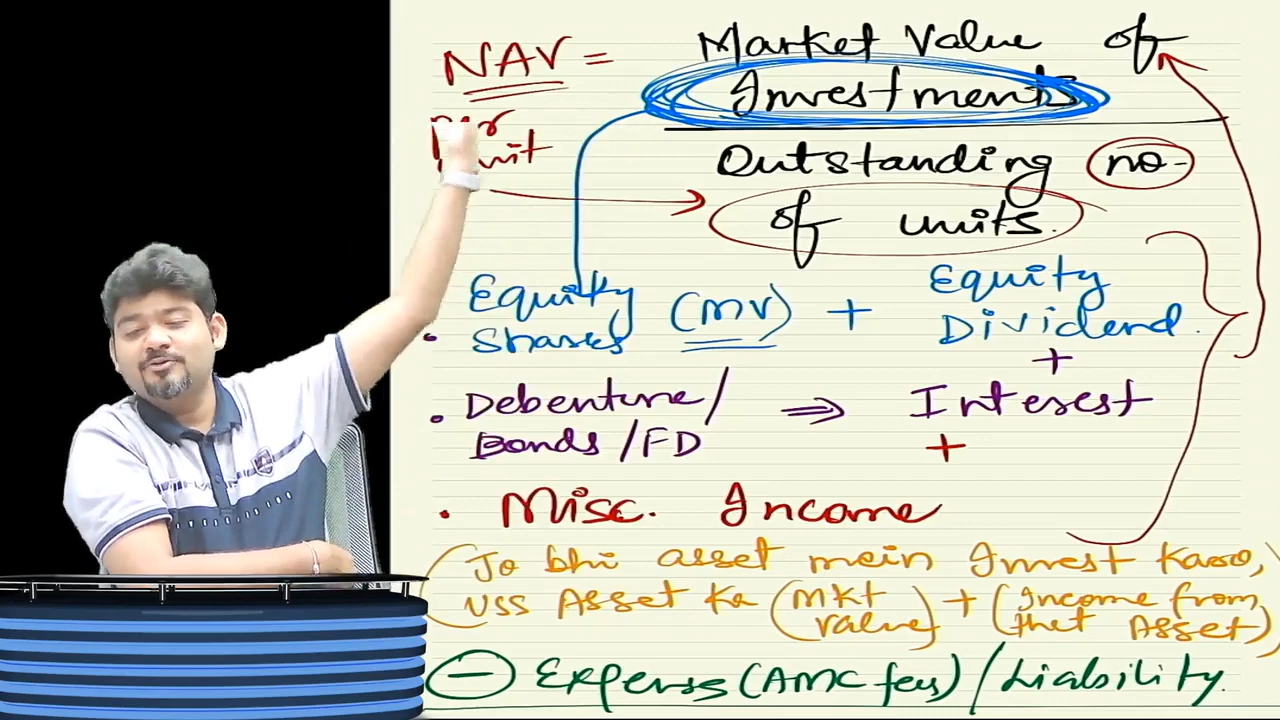 NAV = Market Value of
Investments
per
unit
Outstanding no.
of units.
Equity
Shares (MV) + Equity
Dividend.
+
• Debenture/
Bonds/FD ⇒ Interest
+
• Misc. Income
(Jo bhi asset mein Invest karo,
USS Asset Ka (Mkt
value) + (Income from
that Asset)
(−) Expenses (AMC fees) / Liability.